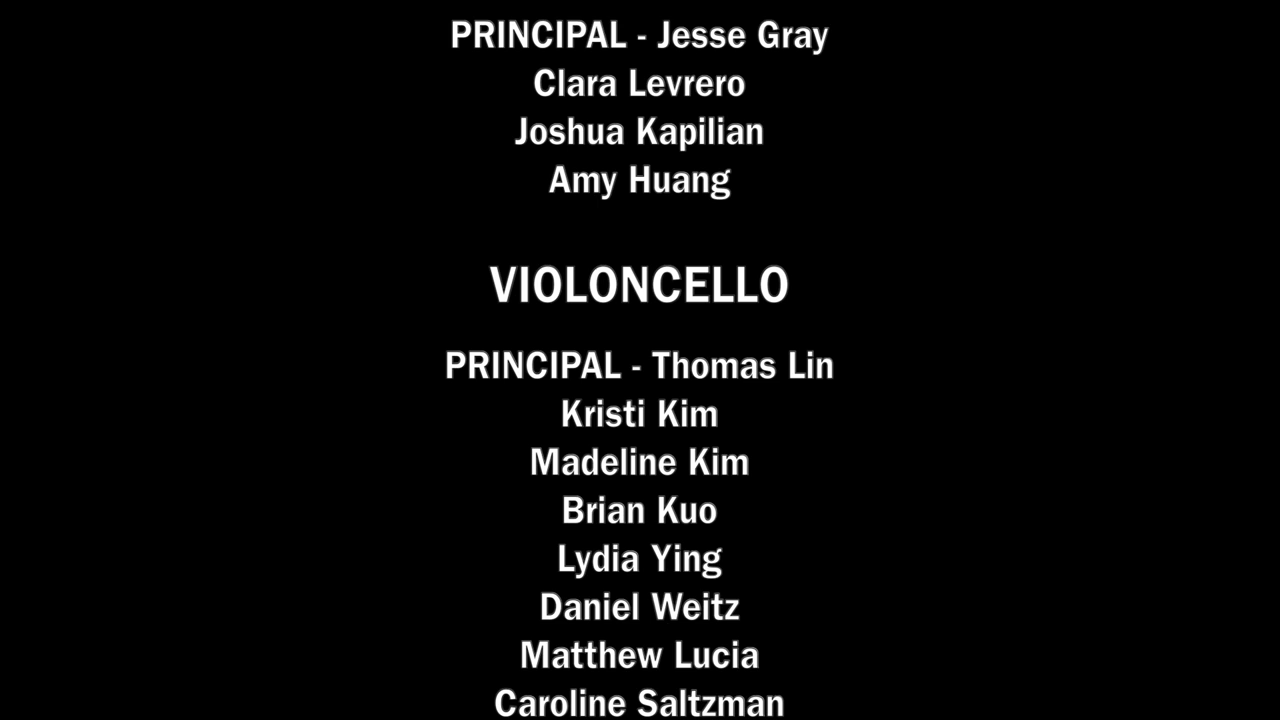 PRINCIPAL - Jesse Gray
Clara Levrero
Joshua Kapilian
Amy Huang
VIOLONCELLO
PRINCIPAL - Thomas Lin
Kristi Kim
Madeline Kim
Brian Kuo
Lydia Ying
Daniel Weitz
Matthew Lucia
Caroline Saltzman